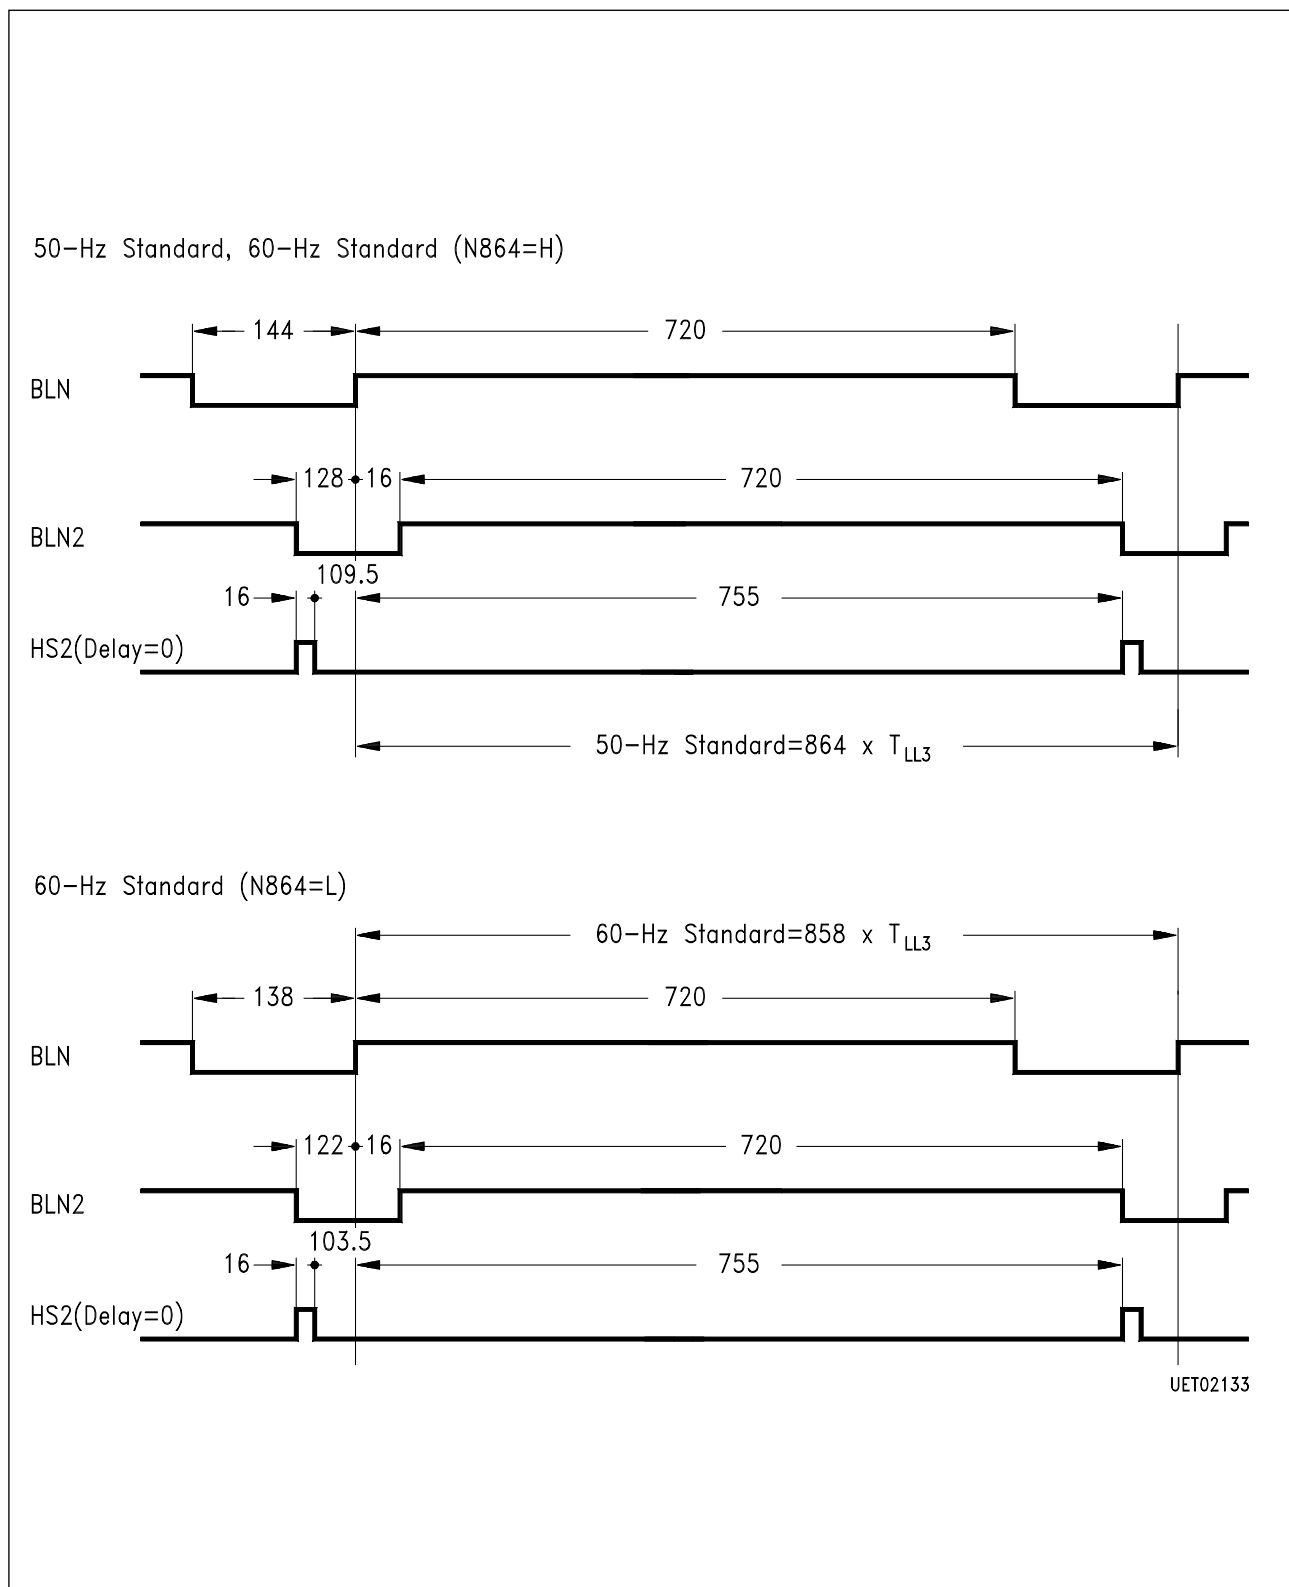 50-Hz Standard, 60-Hz Standard (N864=H)
144
720
BLN
128
16
720
BLN2
109.5
16
755
HS2(Delay=0)
50-Hz Standard=864 x TLL3
60-Hz Standard (N864=L)
60-Hz Standard=858 x TLL3
138
720
BLN
122
16
720
BLN2
103.5
16
755
HS2(Delay=0)
UET02133